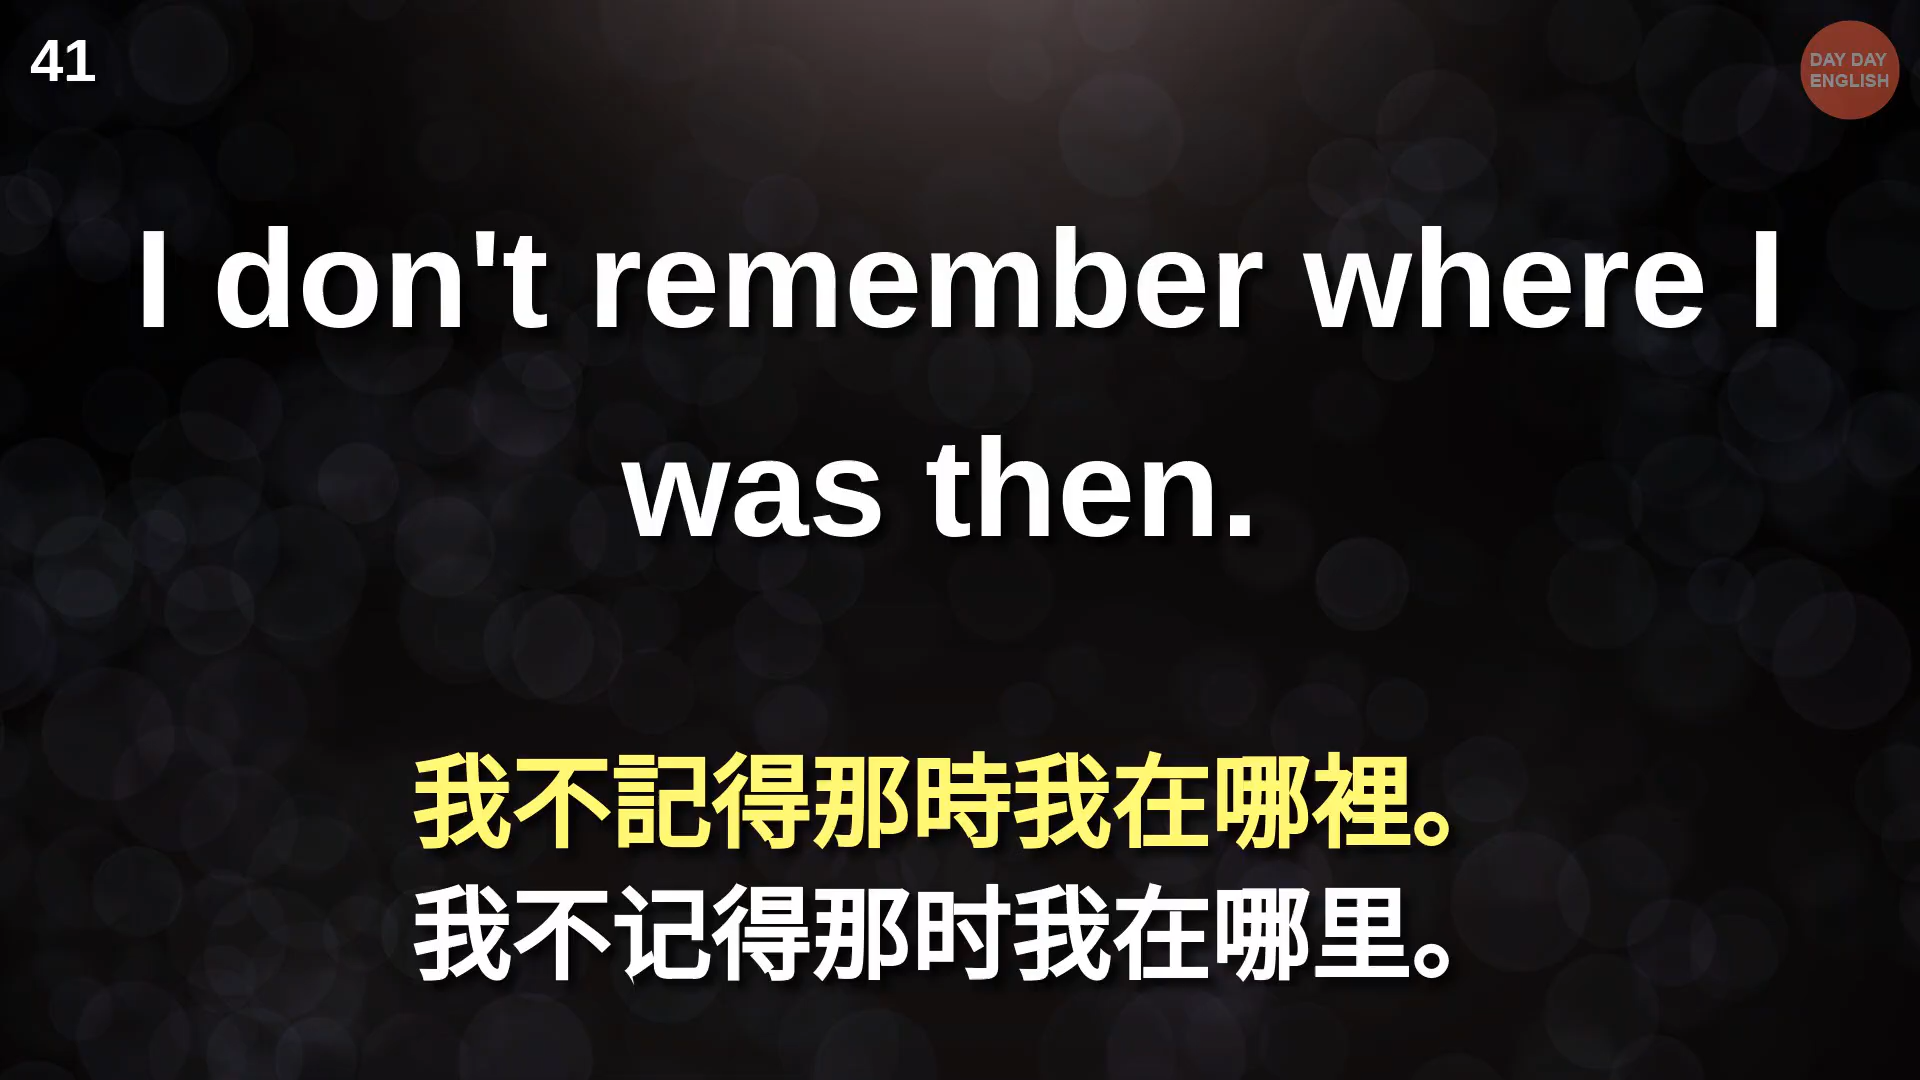 41
DAY DAY
ENGLISH
I don't remember where I
was then.
我不記得那時我在哪裡。
我不记得那时我在哪里。